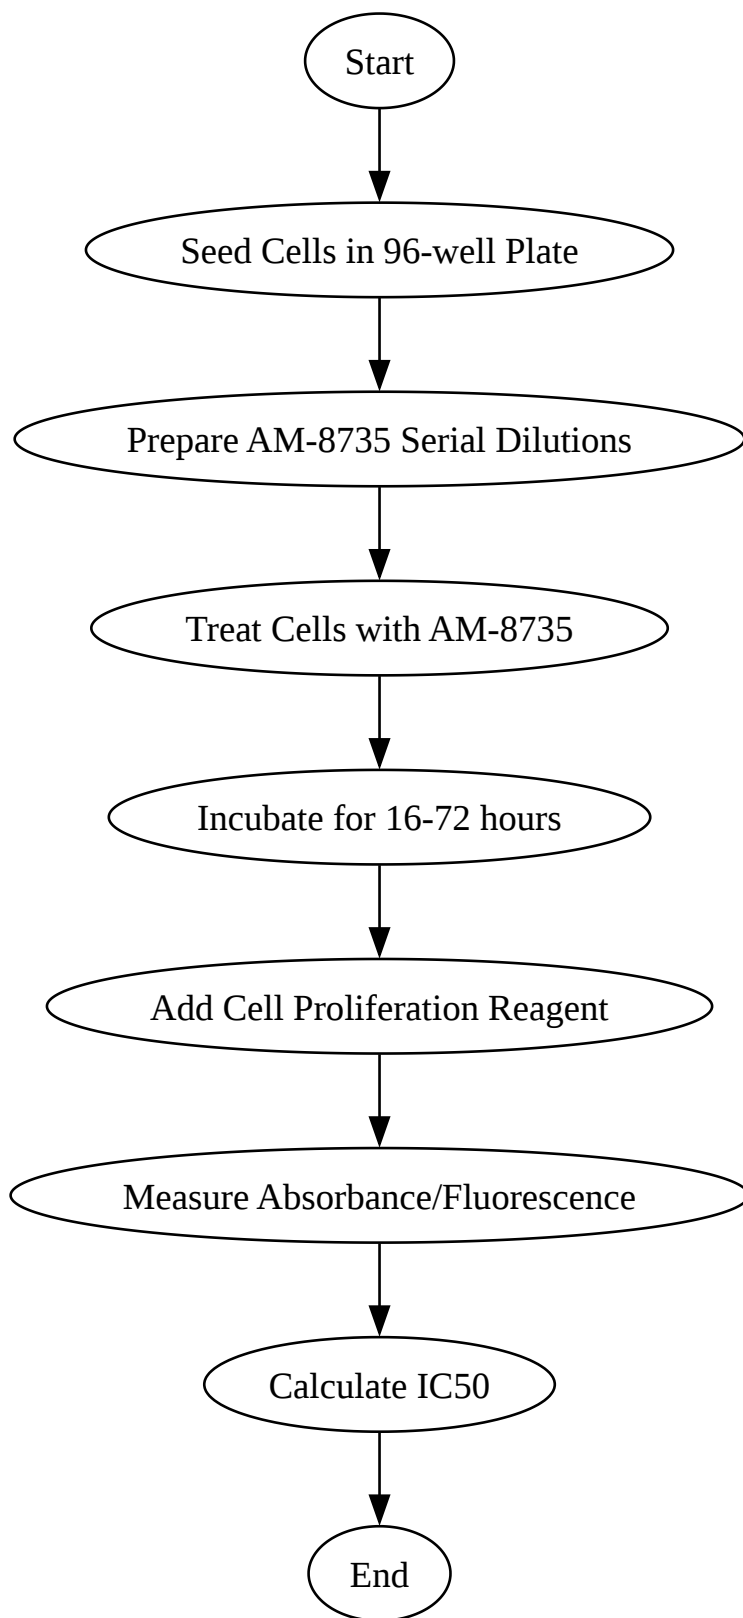 Start
Seed Cells in 96-well Plate
Prepare AM-8735 Serial Dilutions
Treat Cells with AM-8735
Incubate for 16-72 hours
Add Cell Proliferation Reagent
Measure Absorbance/Fluorescence
Calculate IC50
End